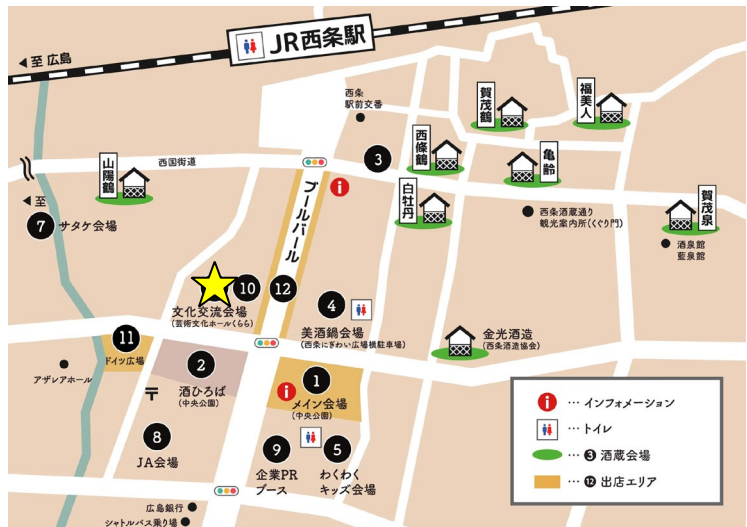 JR西条駅
◀至 広島
西条
駅前交番
賀茂鶴
福美人
西條鶴
亀齢
山陽鶴
西国街道
3
白牡丹
賀茂泉
ブールバール
i
◀至
7 サタケ会場
西条酒蔵通り
観光案内所(くぐり門)
酒泉館
藍泉館
10
文化交流会場
(芸術文化ホールくらら)
12
4
美酒鍋会場
(西条にぎわい広場横駐車場)
金光酒造
(西条酒造協会)
11
ドイツ広場
2
酒ひろば
(中央公園)
i
1
メイン会場
(中央公園)
アザレアホール
〒
8
JA会場
9
企業PR
ブース
5
わくわく
キッズ会場
広島銀行
シャトルバス乗り場
i … インフォメーション
… トイレ
… 3 酒蔵会場
… 12 出店エリア